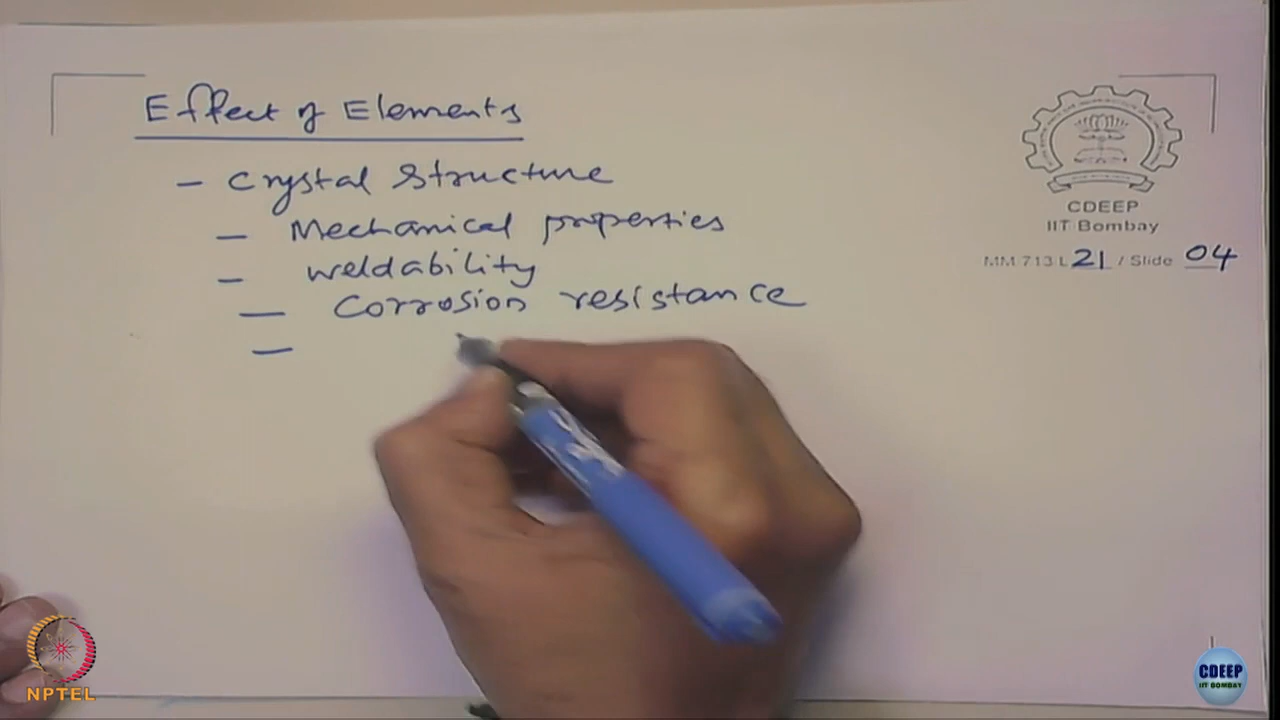 Effect of Elements
- Crystal Structure
- Mechanical properties
- Weldability
- Corrosion resistance
-
CDEEP
IIT Bombay
MM 713 L 21 / Slide 04
NPTEL
CDEEP
IIT BOMBAY